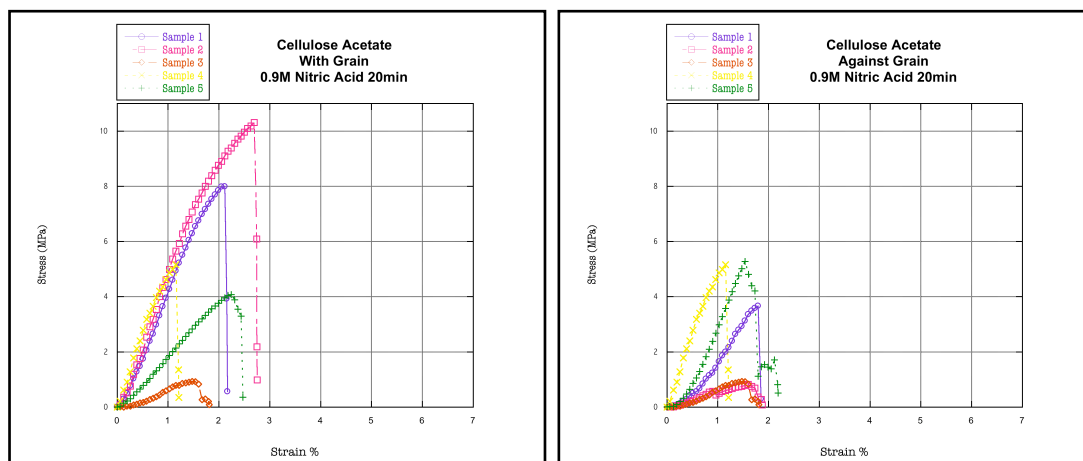 Sample 1
Sample 2
Sample 3
Sample 4
Sample 5
Cellulose Acetate
With Grain
0.9M Nitric Acid 20min
10
8
6
4
2
0
Stress (MPa)
0 1 2 3 4 5 6 7
Strain %
Sample 1
Sample 2
Sample 3
Sample 4
Sample 5
Cellulose Acetate
Against Grain
0.9M Nitric Acid 20min
10
8
6
4
2
0
Stress (MPa)
0 1 2 3 4 5 6 7
Strain %